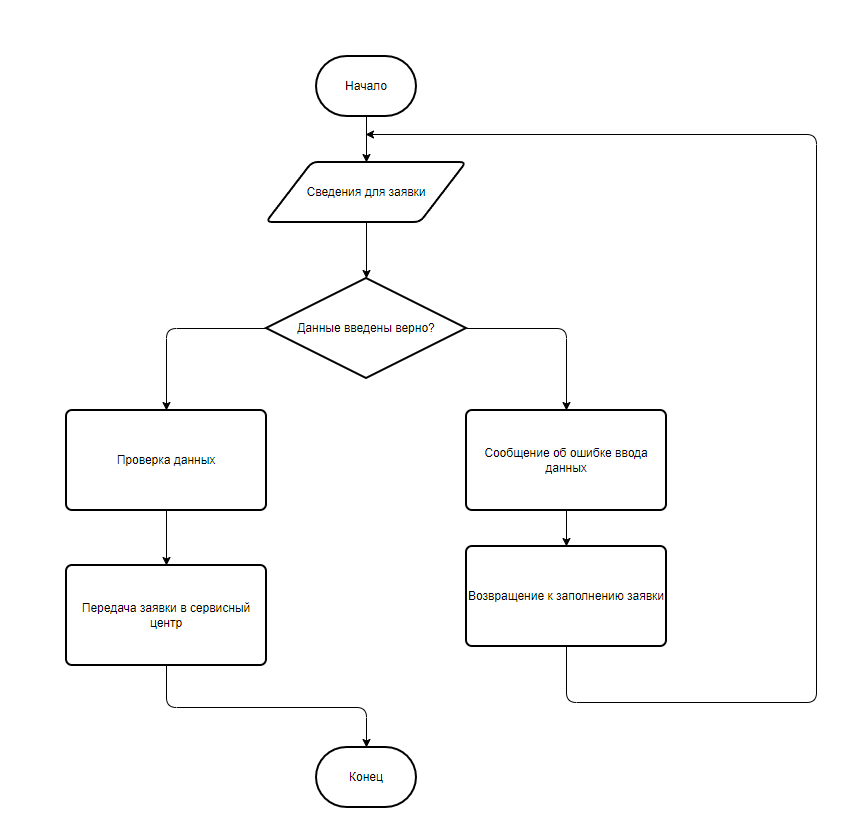 Начало
Сведения для заявки
Данные введены верно?
Проверка данных
Сообщение об ошибке ввода
данных
Передача заявки в сервисный
центр
Возвращение к заполнению заявки
Конец